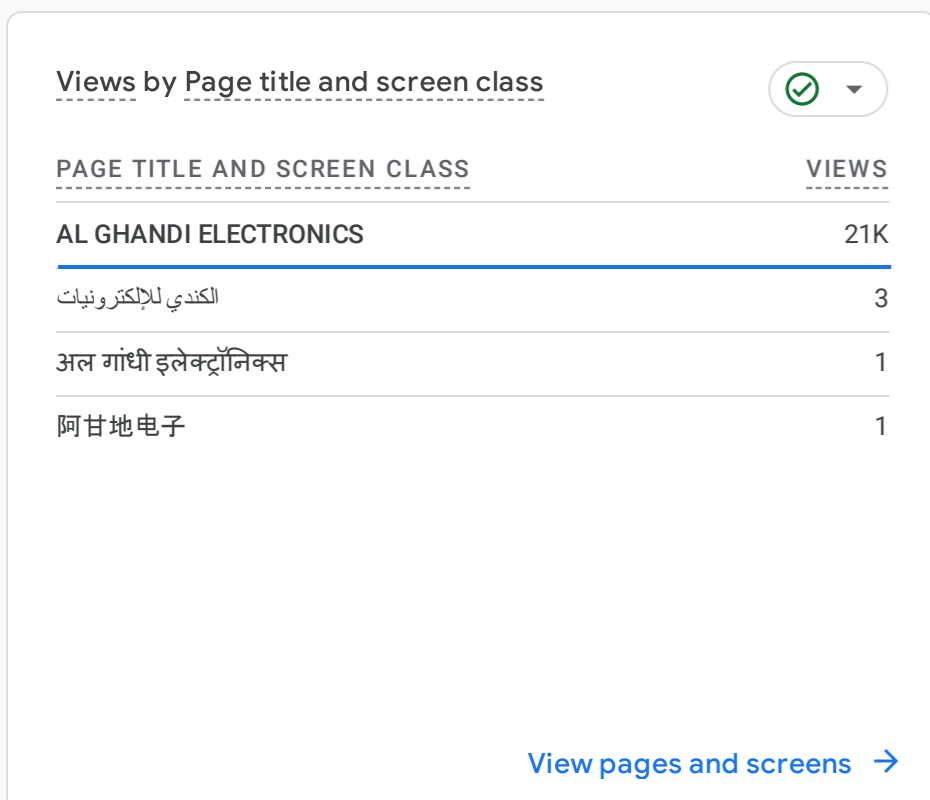 Views by Page title and screen class
PAGE TITLE AND SCREEN CLASS VIEWS
AL GHANDI ELECTRONICS 21K
الكندي للإلكترونيات 3
अल गांधी इलेक्ट्रॉनिक्स 1
阿甘地电子 1
View pages and screens